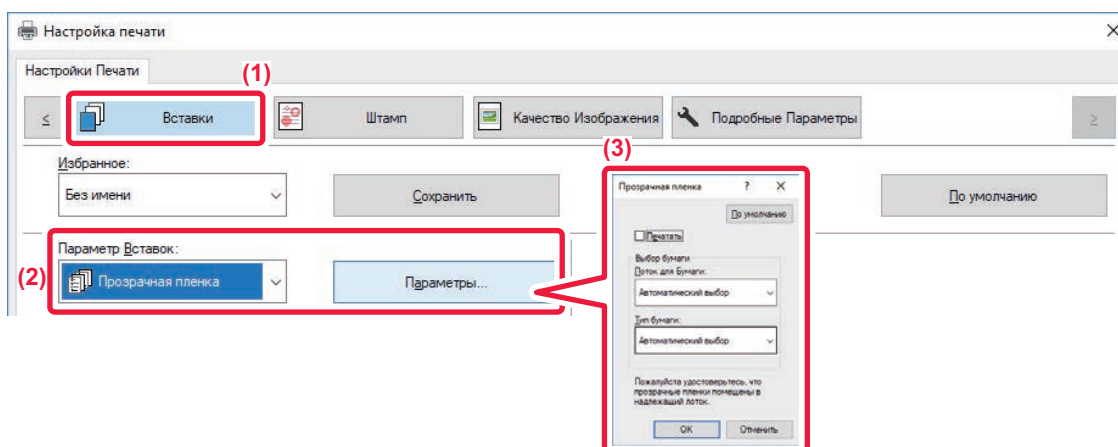 Настройка печати
Настройки Печати
(1)
<
Вставки
Штамп
Качество Изображения
Подробные Параметры
>
(3)
Избранное:
Без имени
Сохранить
По умолчанию
(2)
Параметр Вставок:
Прозрачная пленка
Параметры...
Прозрачная пленка ? X
По умолчанию
Печатать
Выбор бумаги
Лоток для Бумаги:
Автоматический выбор
Тип бумаги:
Автоматический выбор
Пожалуйста удостоверьтесь, что
прозрачные пленки помещены в
надлежащий лоток.
OK
Отменить